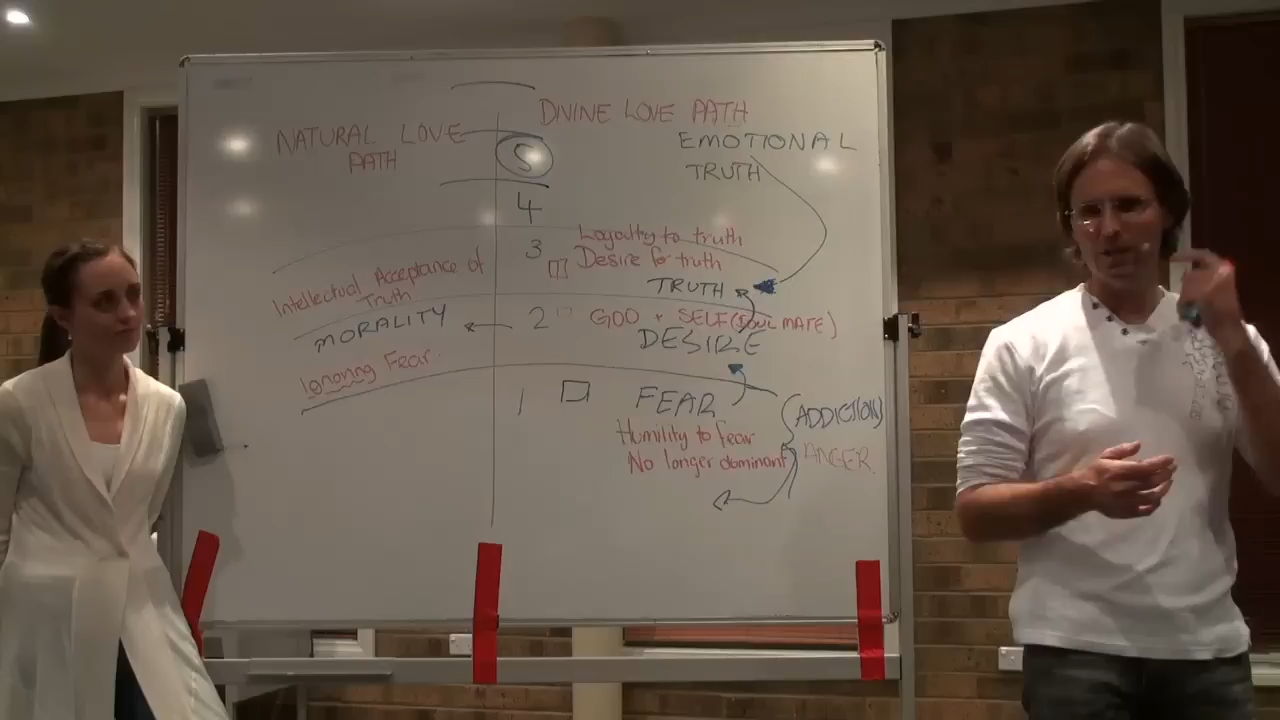 DIVINE LOVE PATH
NATURAL LOVE
PATH
5
EMOTIONAL
TRUTH
4
3
Loyalty to truth
Desire for truth
Intellectual Acceptance of
Truth
TRUTH
MORALITY
2
GOD + SELF (SOUL MATE)
DESIRE
Ignoring Fear
1
FEAR
(ADDICTION)
Humility to fear
No longer dominant
ANGER